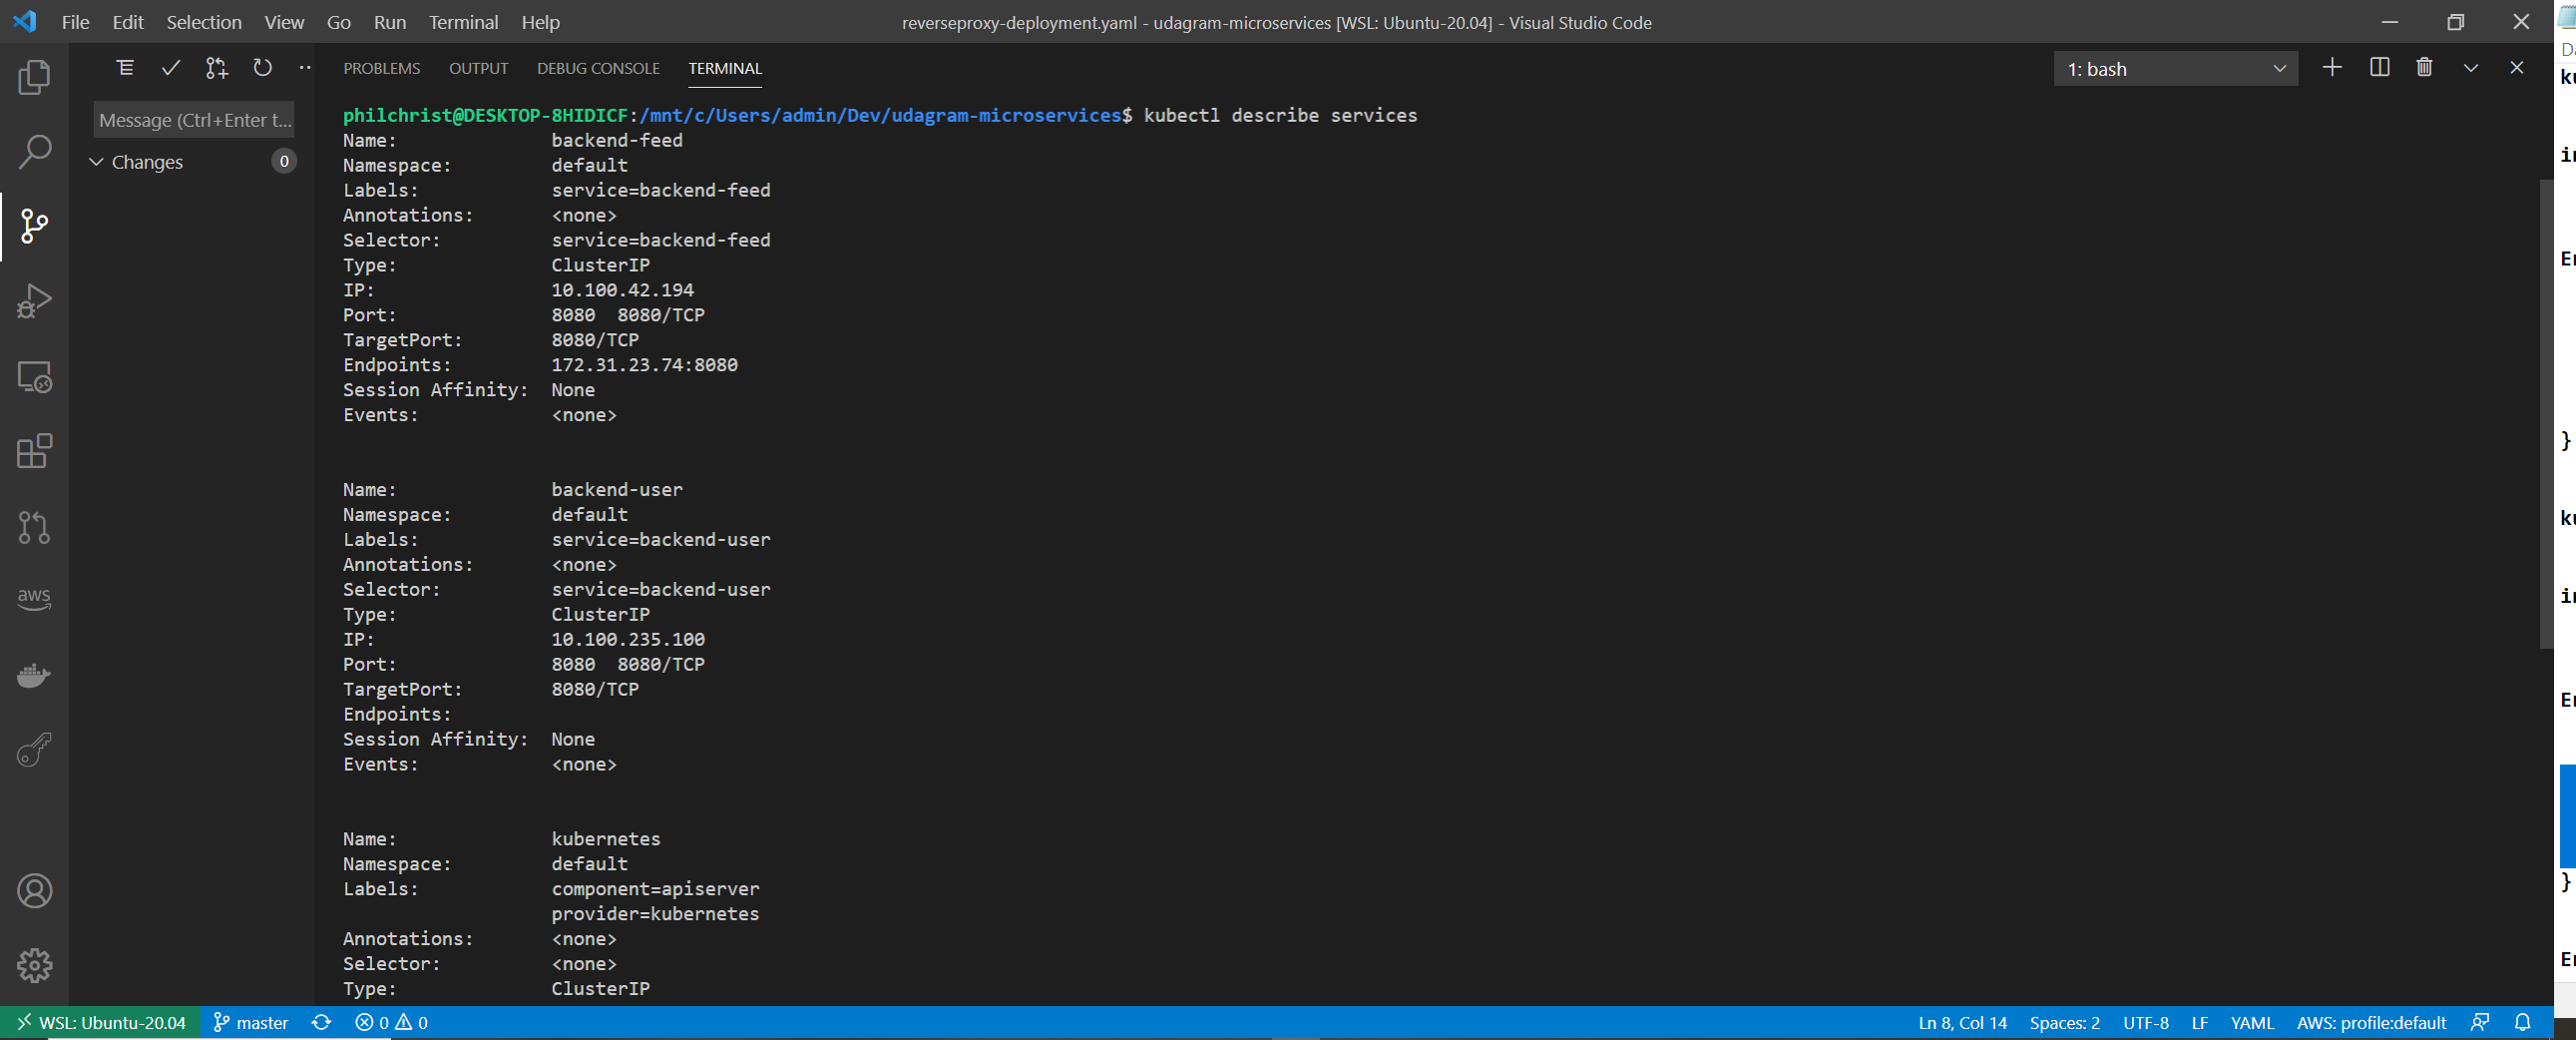 File Edit Selection View Go Run Terminal Help
reverseproxy-deployment.yaml - udagram-microservices [WSL: Ubuntu-20.04] - Visual Studio Code
PROBLEMS OUTPUT DEBUG CONSOLE TERMINAL
1: bash
Message (Ctrl+Enter t...
Changes 0
philchrist@DESKTOP-8HIDICF:/mnt/c/Users/admin/Dev/udagram-microservices$ kubectl describe services
Name: backend-feed
Namespace: default
Labels: service=backend-feed
Annotations: <none>
Selector: service=backend-feed
Type: ClusterIP
IP: 10.100.42.194
Port: 8080 8080/TCP
TargetPort: 8080/TCP
Endpoints: 172.31.23.74:8080
Session Affinity: None
Events: <none>
Name: backend-user
Namespace: default
Labels: service=backend-user
Annotations: <none>
Selector: service=backend-user
Type: ClusterIP
IP: 10.100.235.100
Port: 8080 8080/TCP
TargetPort: 8080/TCP
Endpoints:
Session Affinity: None
Events: <none>
Name: kubernetes
Namespace: default
Labels: component=apiserver
provider=kubernetes
Annotations: <none>
Selector: <none>
Type: ClusterIP
aws
WSL: Ubuntu-20.04 master 0 0
Ln 8, Col 14 Spaces: 2 UTF-8 LF YAML AWS: profile:default
}
}